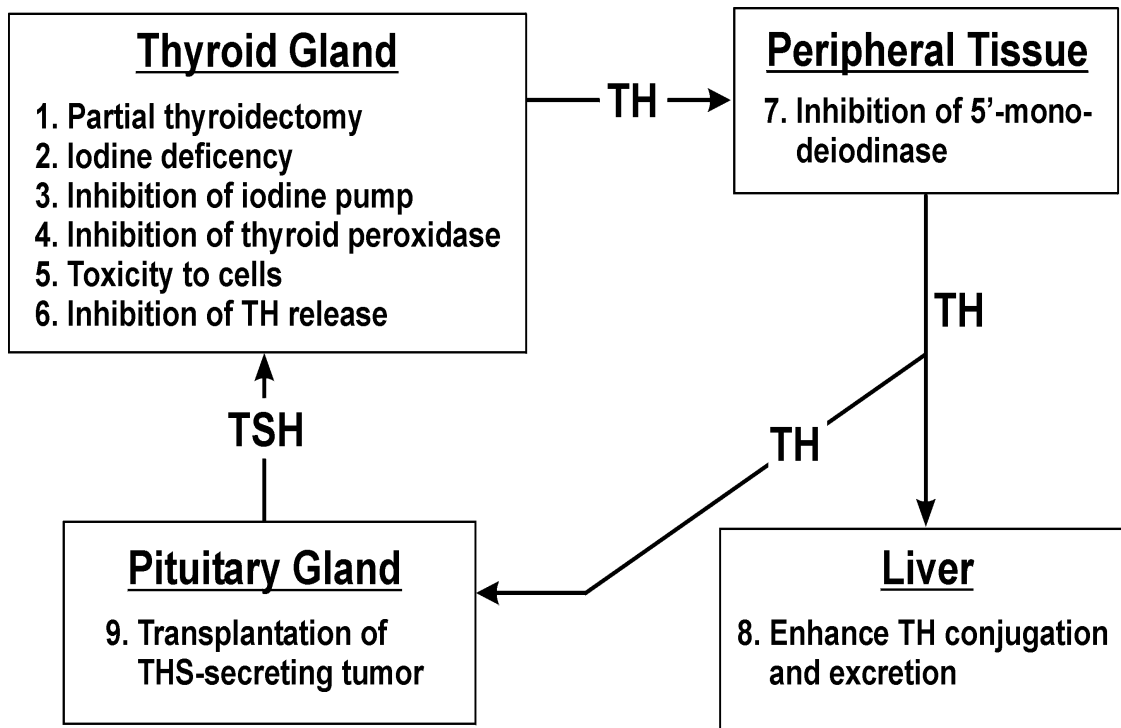 Thyroid Gland
1. Partial thyroidectomy
2. Iodine deficency
3. Inhibition of iodine pump
4. Inhibition of thyroid peroxidase
5. Toxicity to cells
6. Inhibition of TH release
TH
Peripheral Tissue
7. Inhibition of 5’-mono-
deiodinase
TH
TH
TSH
Pituitary Gland
9. Transplantation of
THS-secreting tumor
Liver
8. Enhance TH conjugation
and excretion